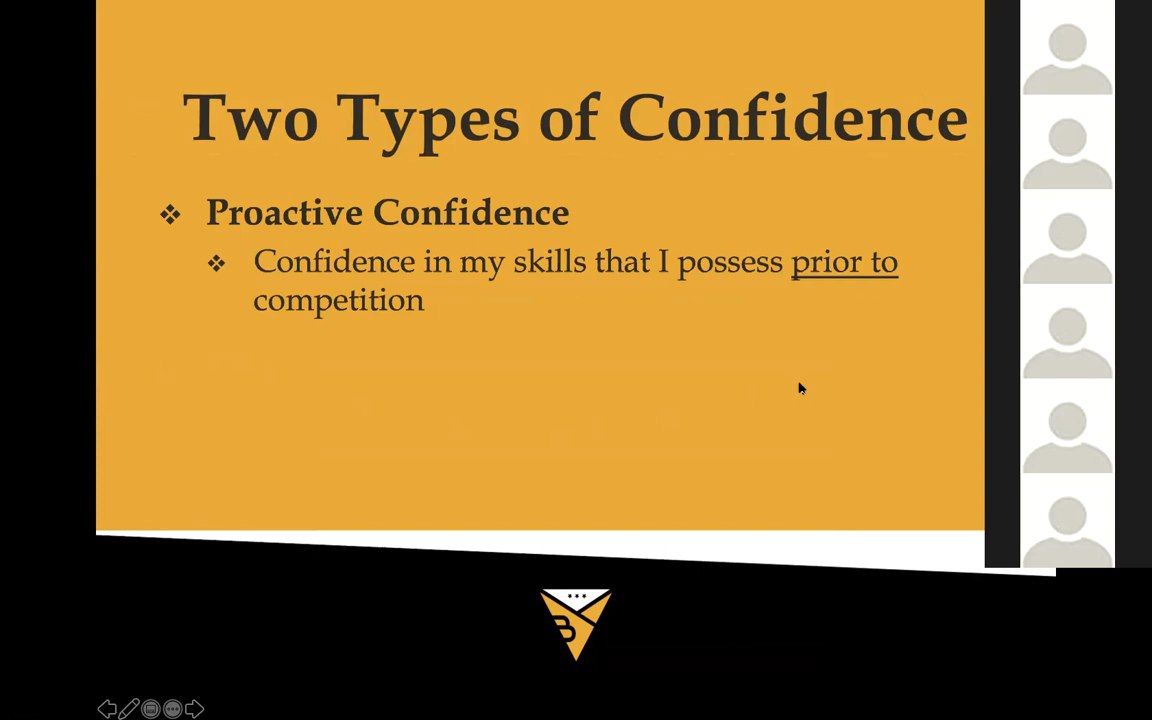 Two Types of Confidence
❖ Proactive Confidence
❖ Confidence in my skills that I possess prior to
competition
B